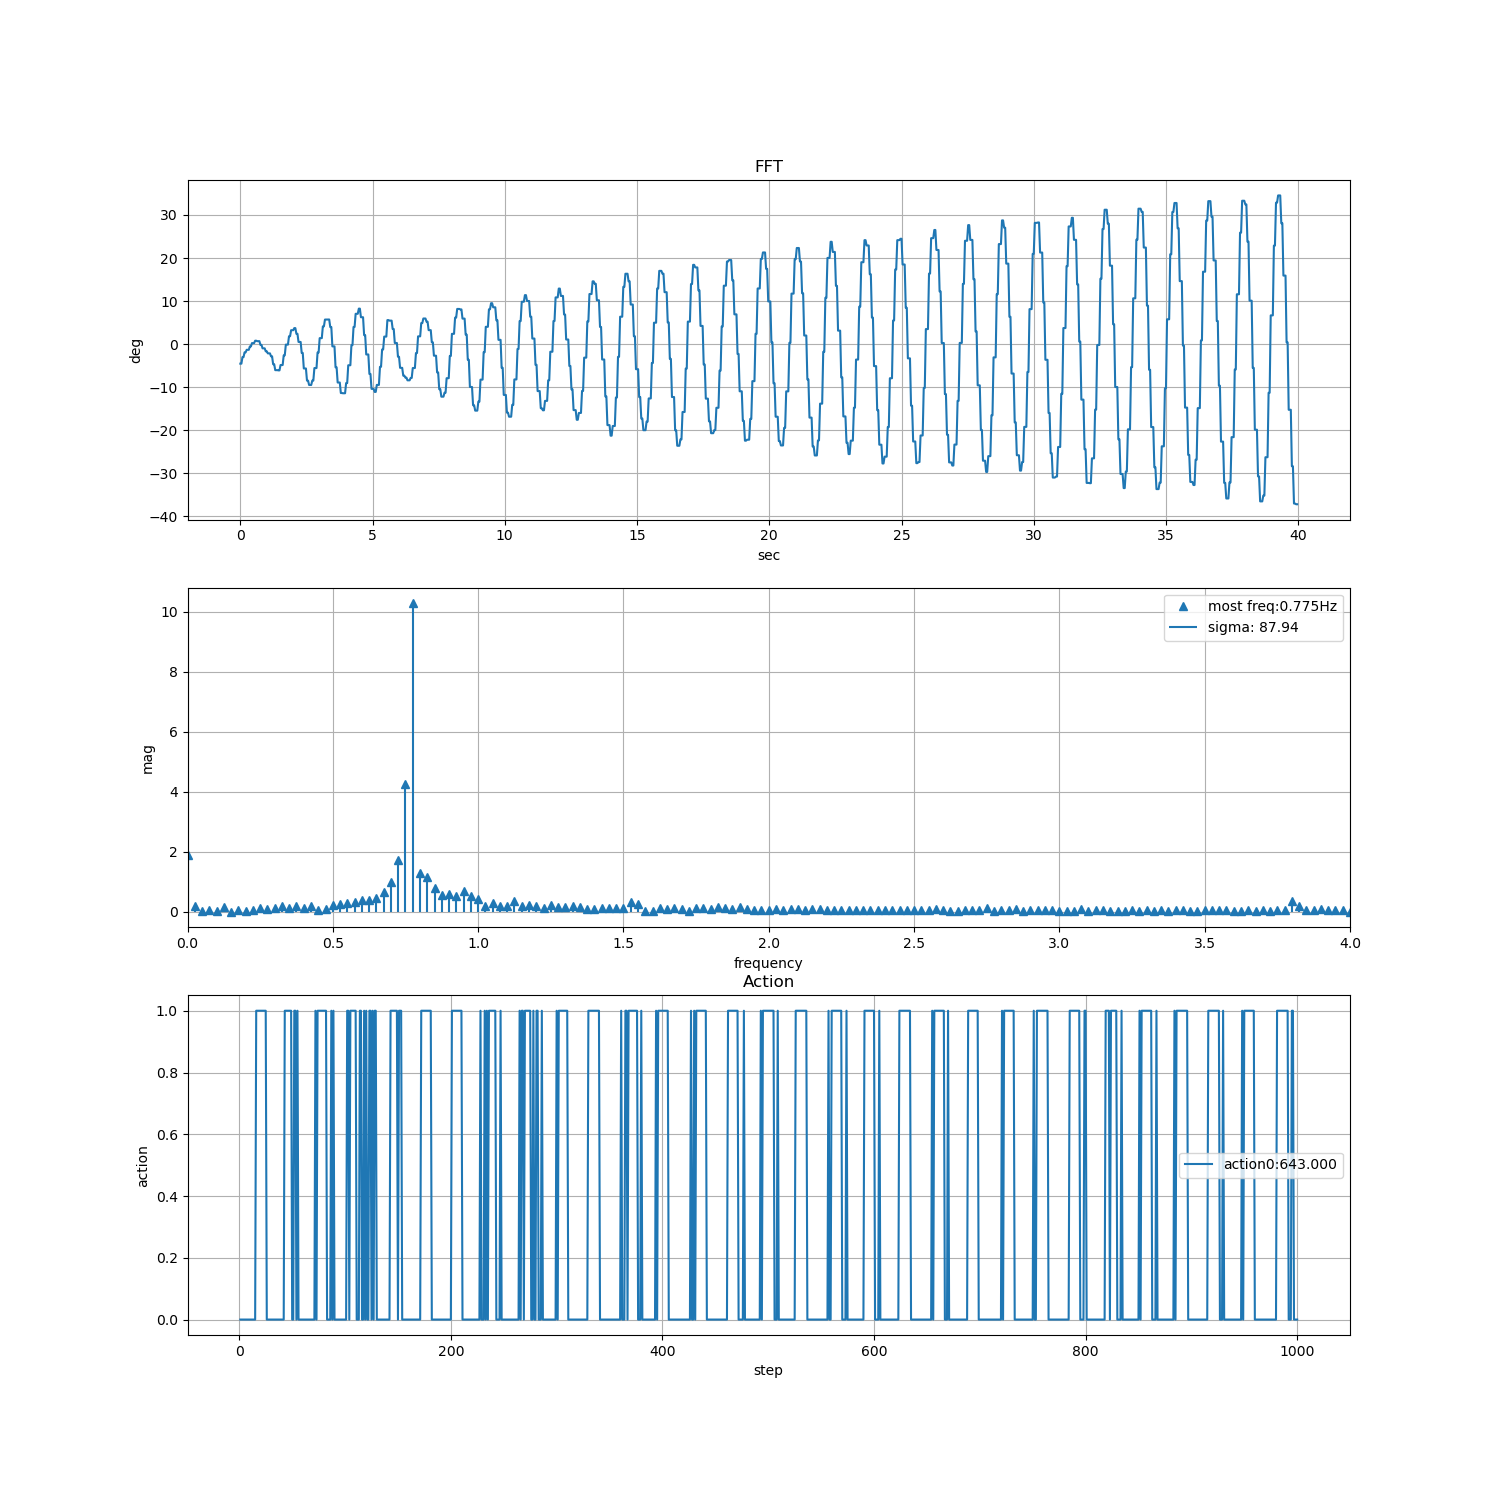 FFT
30
20
10
0
−10
−20
−30
−40
deg
0 5 10 15 20 25 30 35 40
sec
10
8
6
4
2
0
mag
most freq:0.775Hz
sigma: 87.94
0.0 0.5 1.0 1.5 2.0 2.5 3.0 3.5 4.0
frequency
Action
1.0
0.8
0.6
0.4
0.2
0.0
action
action0:643.000
0 200 400 600 800 1000
step